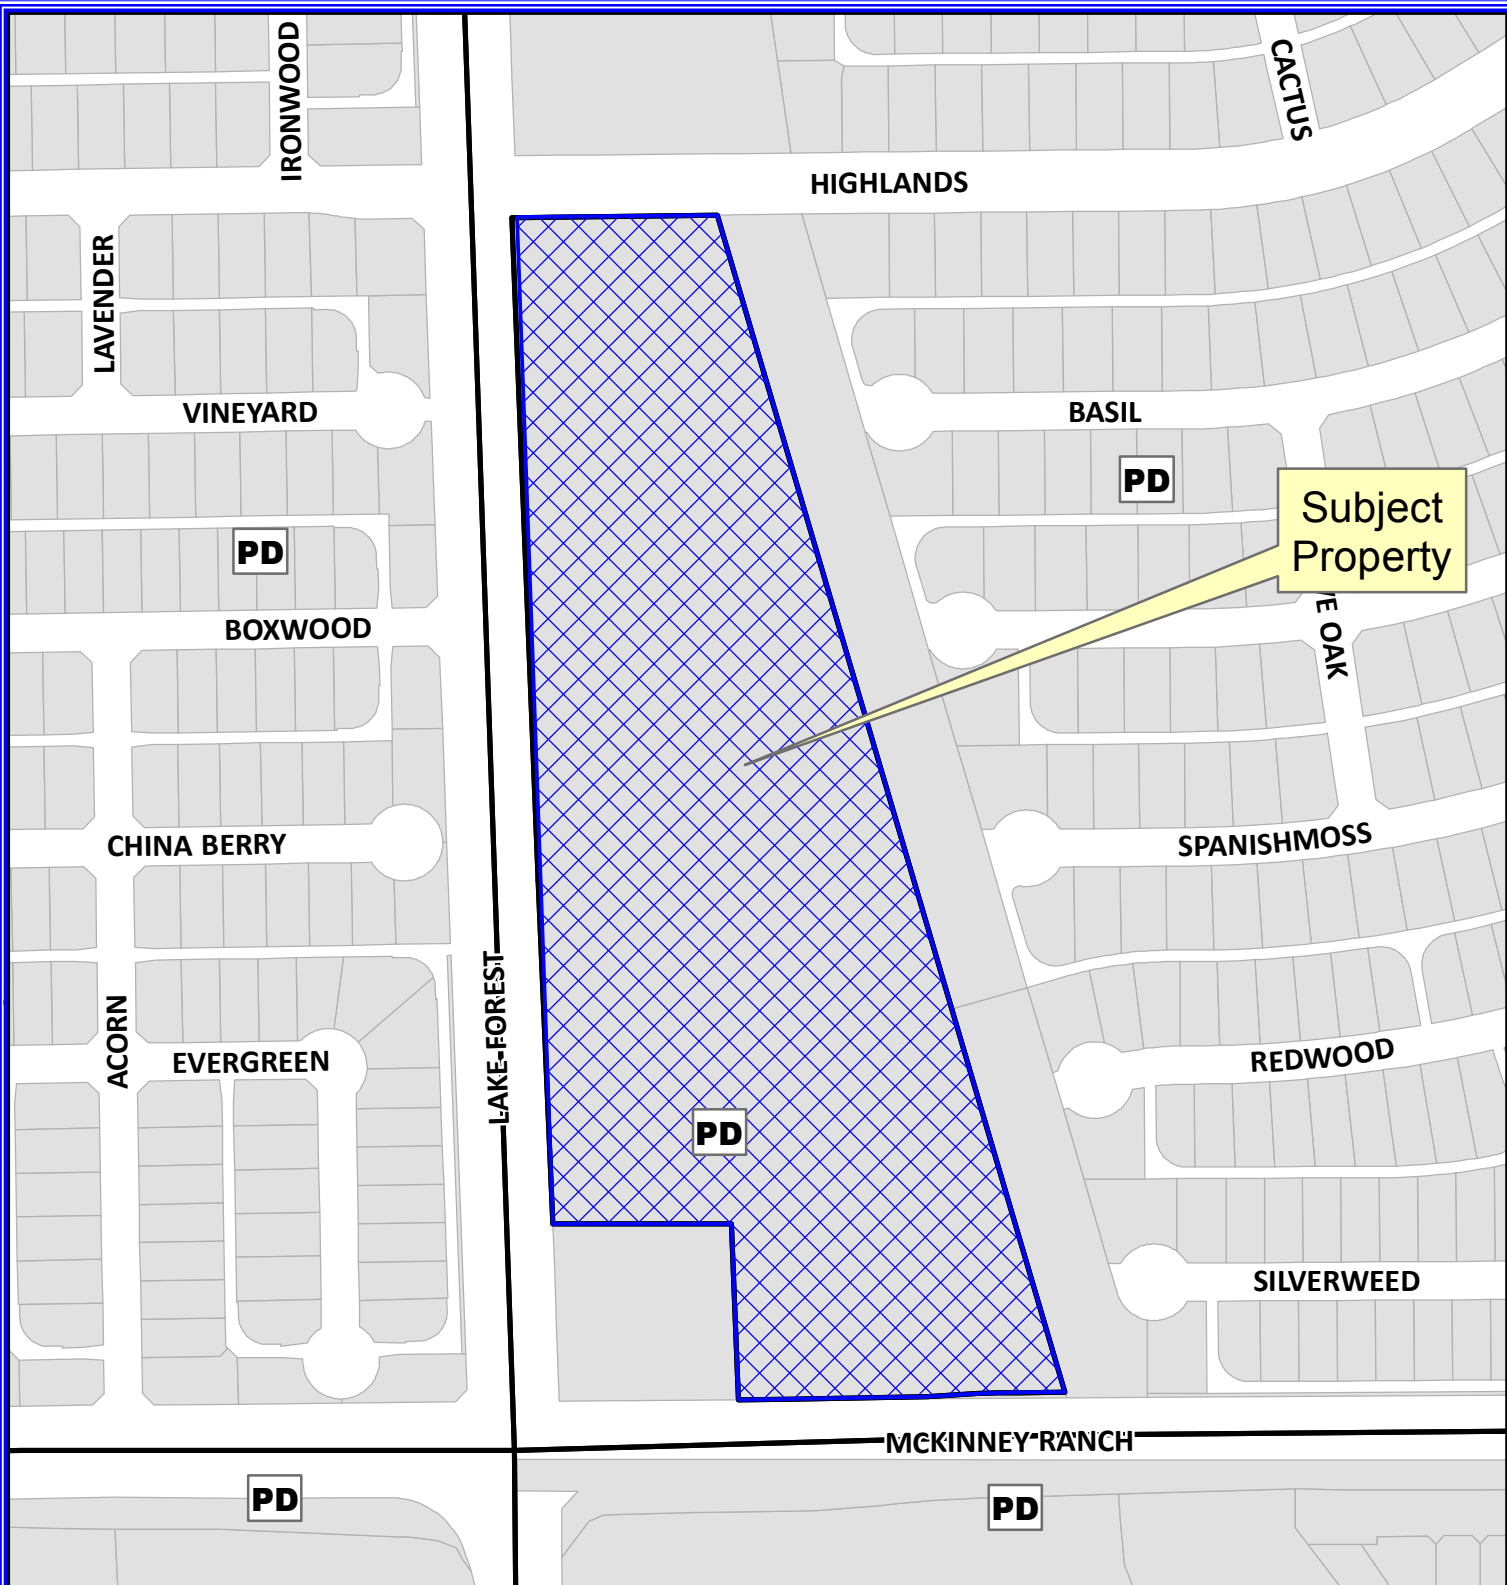 IRONWOOD
CACTUS
HIGHLANDS
LAVENDER
VINEYARD
BASIL
PD
Subject
Property
PD
BOXWOOD
VE OAK
CHINA BERRY
SPANISHMOSS
LAKE FOREST
ACORN
EVERGREEN
REDWOOD
PD
SILVERWEED
MCKINNEY RANCH
PD
PD